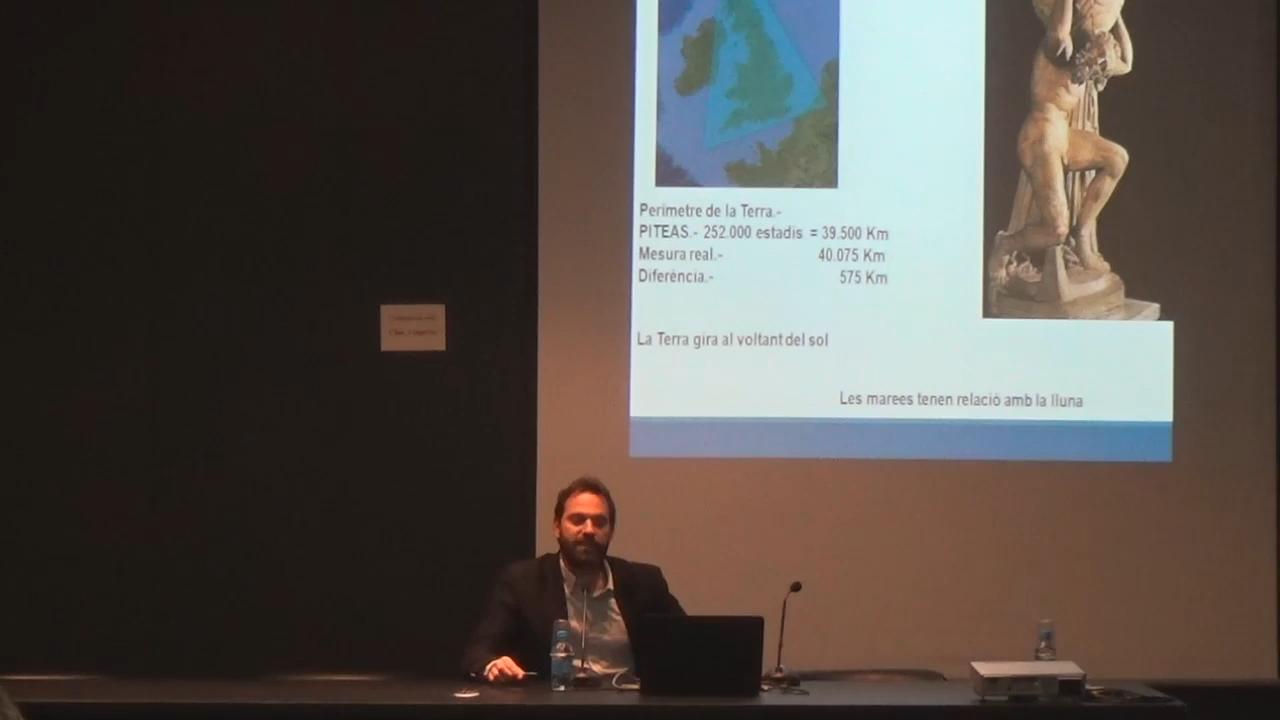 Perímetre de la Terra.-
PITEAS.- 252.000 estadis = 39.500 Km
Mesura real.- 40.075 Km
Diferència.- 575 Km
La Terra gira al voltant del sol
Les marees tenen relació amb la lluna